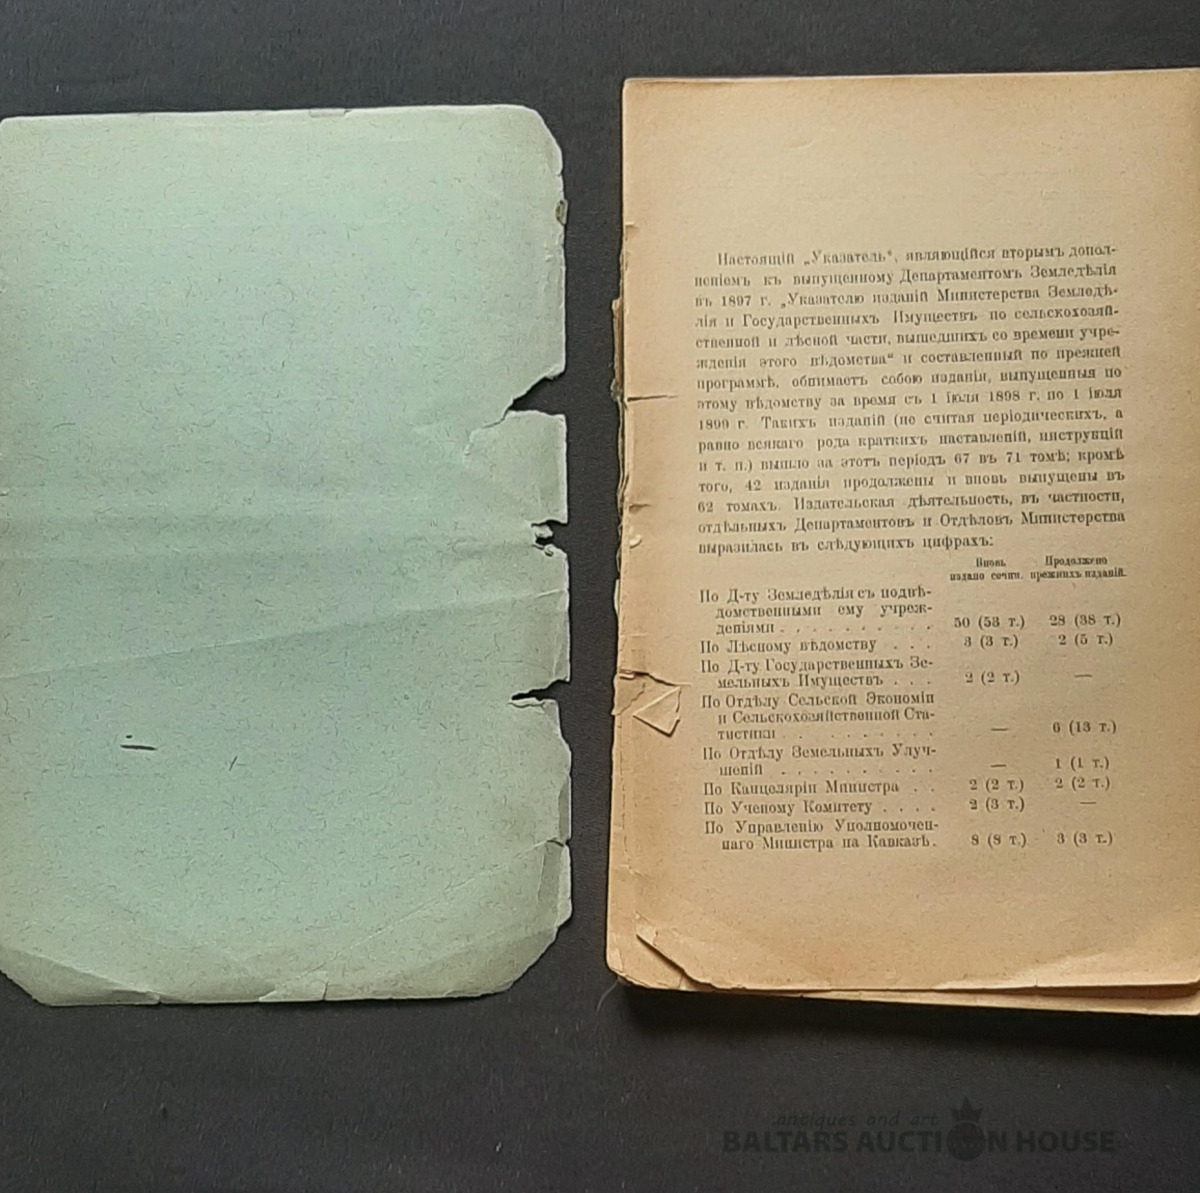 Настоящій „Указатель“, являющійся вторымъ допол-
неніемъ къ выпущенному Департаментомъ Земледѣлія
въ 1897 г. „Указателю изданій Министерства Земледѣ-
лія и Государственныхъ Имуществъ по сельскохозяй-
ственной и лѣсной части, вышедшихъ со времени учре-
жденія этого вѣдомства“ и составленный по прежней
программѣ, обнимаетъ собою изданія, выпущенныя по
этому вѣдомству за время съ 1 іюля 1898 г. по 1 іюля
1899 г. Такихъ изданій (не считая періодическихъ, а
равно всякаго рода краткихъ наставленій, инструкцій
и т. п.) вышло за этотъ періодъ 67 въ 71 томѣ; кромѣ
того, 42 изданія продолжены и вновь выпущены въ
62 томахъ. Издательская дѣятельность, въ частности,
отдѣльныхъ Департаментовъ и Отдѣловъ Министерства
выразилась въ слѣдующихъ цифрахъ:
Вновь Продолжено
издано сочин. прежнихъ изданій.
По Д-ту Земледѣлія съ подвѣ-
домственными ему учреж-
деніями . . . . . . . . . 50 (53 т.) 28 (38 т.)
По Лѣсному вѣдомству . . . 3 (3 т.) 2 (5 т.)
По Д-ту Государственныхъ Зе-
мельныхъ Имуществъ . . . 2 (2 т.) —
По Отдѣлу Сельской Экономіи
и Сельскохозяйственной Ста-
тистики . . . . . . . . . — 6 (13 т.)
По Отдѣлу Земельныхъ Улуч-
шеній . . . . . . . . . . — 1 (1 т.)
По Канцеляріи Министра . . 2 (2 т.) 2 (2 т.)
По Ученому Комитету . . . . 2 (3 т.) —
По Управленію Уполномочен-
наго Министра на Кавказѣ. 8 (8 т.) 3 (3 т.)
antiques and art
BALTARS AUCTION HOUSE